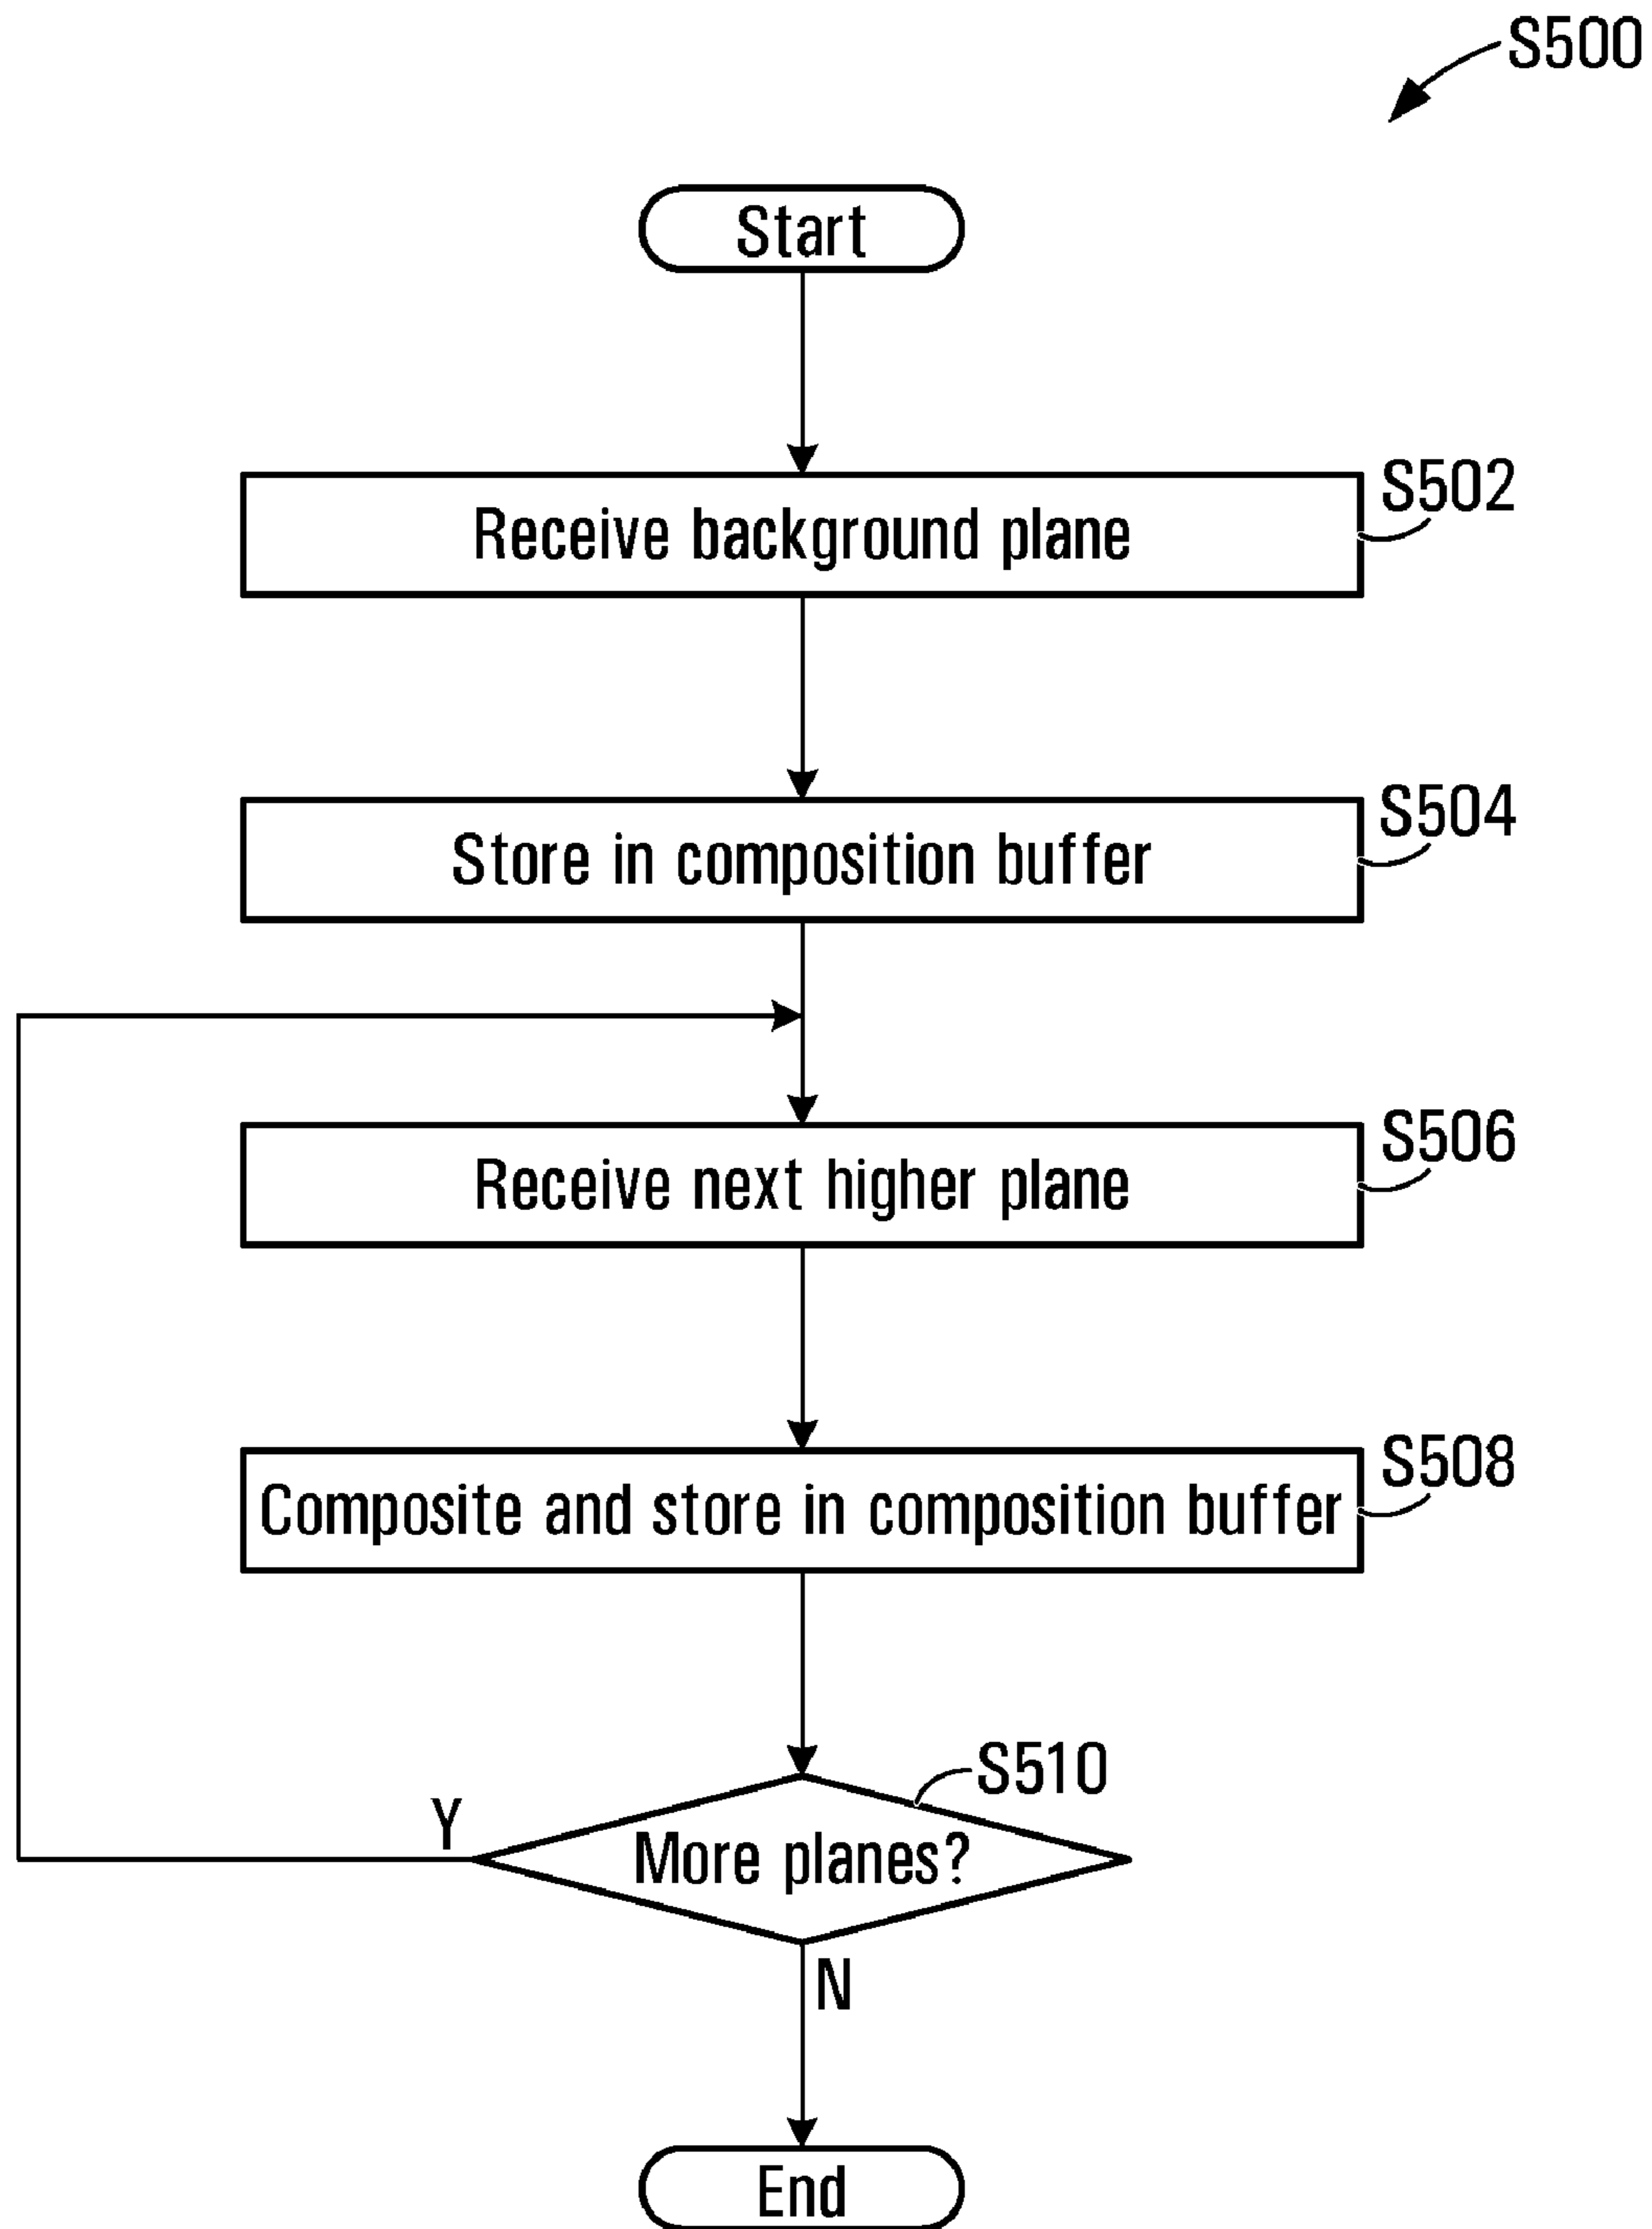 S500
Start
S502
Receive background plane
S504
Store in composition buffer
S506
Receive next higher plane
S508
Composite and store in composition buffer
S510
Y
More planes?
N
End